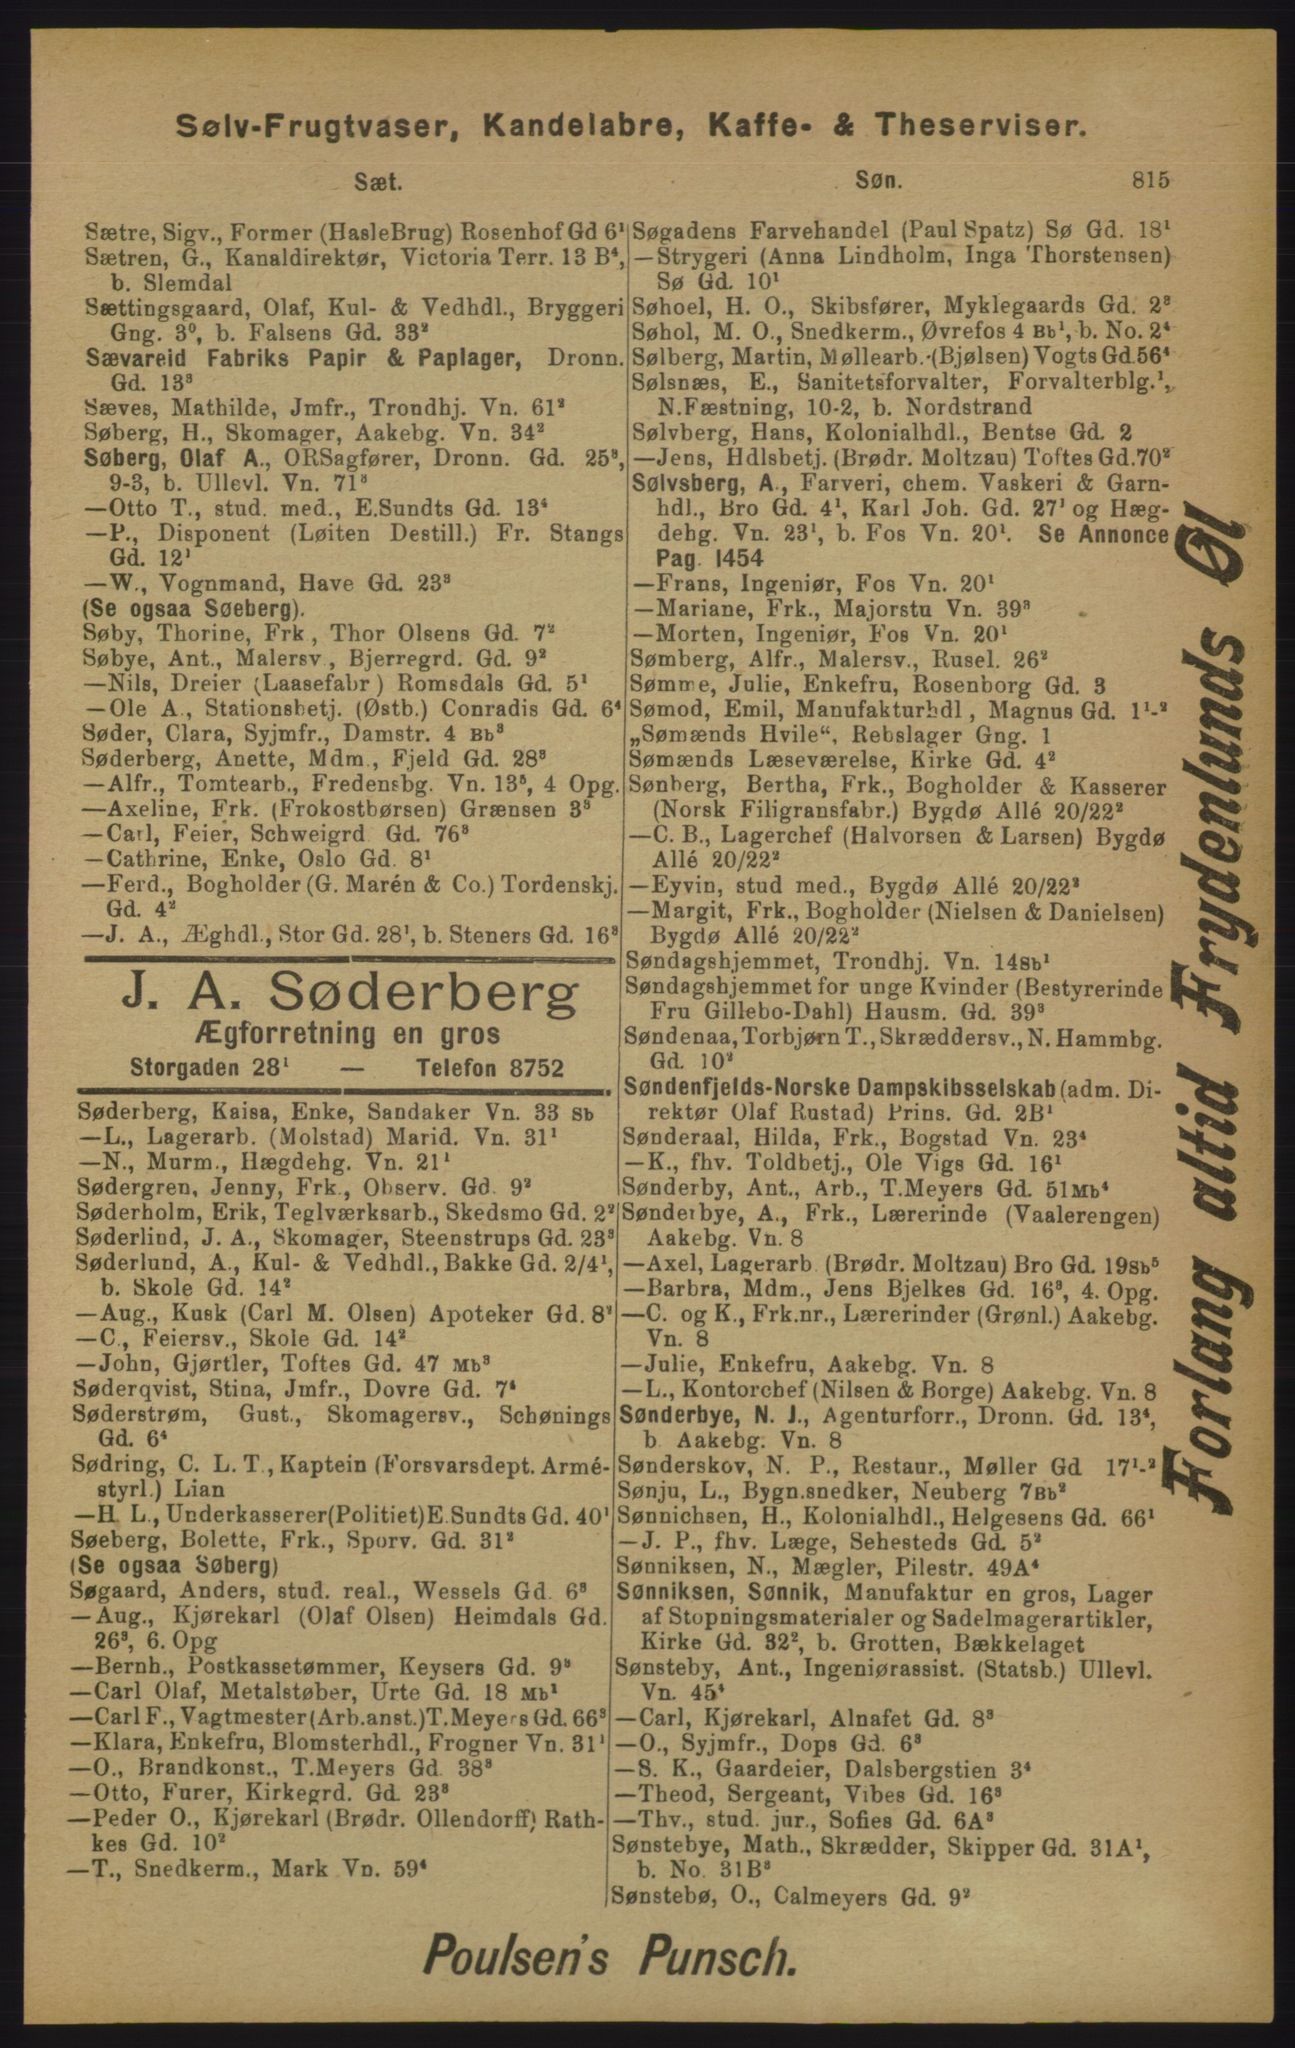 Sølv-Frugtvaser, Kandelabre, Kaffe- & Theserviser.
Sæt.
Søn.
815
Sætre, Sigv., Former (HasleBrug) Rosenhof Gd 6¹
Sætren, G., Kanaldirektør, Victoria Terr. 13 B⁴,
b. Slemdal
Sættingsgaard, Olaf, Kul- & Vedhdl., Bryggeri
Gng. 3⁰, b. Falsens Gd. 33²
Sævareid Fabriks Papir & Paplager, Dronn.
Gd. 13³
Sæves, Mathilde, Jmfr., Trondhj. Vn. 61²
Søberg, H., Skomager, Aakebg. Vn. 34²
Søberg, Olaf A., ORSagfører, Dronn. Gd. 25³,
9-3, b. Ullevl. Vn. 71³
—Otto T., stud. med., E.Sundts Gd. 13⁴
—P., Disponent (Løiten Destill.) Fr. Stangs
Gd. 12¹
—W., Vognmand, Have Gd. 23³
(Se ogsaa Søeberg).
Søby, Thorine, Frk., Thor Olsens Gd. 7²
Søbye, Ant., Malersv., Bjerregrd. Gd. 9²
—Nils, Dreier (Laasefabr) Romsdals Gd. 5¹
—Ole A., Stationsbetj. (Østb.) Conradis Gd. 6⁴
Søder, Clara, Syjmfr., Damstr. 4 Bb³
Søderberg, Anette, Mdm., Fjeld Gd. 28³
—Alfr., Tomtearb., Fredensbg. Vn. 13⁵, 4 Opg.
—Axeline, Frk. (Frokostbørsen) Grænsen 3³
—Carl, Feier, Schweigrd. Gd. 76³
—Cathrine, Enke, Oslo Gd. 8¹
—Ferd., Bogholder (G. Marén & Co.) Tordenskj.
Gd. 4²
—J. A., Æghdl., Stor Gd. 28¹, b. Steners Gd. 16³
J. A. Søderberg
Ægforretning en gros
Storgaden 28¹ — Telefon 8752
Søderberg, Kaisa, Enke, Sandaker Vn. 33 Sb
—L., Lagerarb. (Molstad) Marid. Vn. 31¹
—N., Murm., Hægdehg. Vn. 21¹
Sødergren, Jenny, Frk., Observ. Gd. 9²
Søderholm, Erik, Teglværksarb., Skedsmo Gd. 2²
Søderlind, J. A., Skomager, Steenstrups Gd. 23³
Søderlund, A., Kul- & Vedhdl., Bakke Gd. 2/4¹,
b. Skole Gd. 14²
—Aug., Kusk (Carl M. Olsen) Apoteker Gd. 8²
—C., Feiersv., Skole Gd. 14²
—John, Gjørtler, Toftes Gd. 47 Mb³
Søderqvist, Stina, Jmfr., Dovre Gd. 7⁴
Søderstrøm, Gust., Skomagersv., Schønings
Gd. 6⁴
Sødring, C. L. T., Kaptein (Forsvarsdept. Armé-
styrl.) Lian
—H. L., Underkasserer (Politiet) E.Sundts Gd. 40¹
Søeberg, Bolette, Frk., Sporv. Gd. 31²
(Se ogsaa Søberg)
Søgaard, Anders, stud. real., Wessels Gd. 6³
—Aug., Kjørekarl (Olaf Olsen) Heimdals Gd.
26³, 6. Opg
—Bernh., Postkassetømmer, Keysers Gd. 9³
—Carl Olaf, Metalstøber, Urte Gd. 18 Mb¹
—Carl F., Vagtmester (Arb.anst.) T.Meyers Gd. 66³
—Klara, Enkefru, Blomsterhdl., Frogner Vn. 31¹
—O., Brandkonst., T.Meyers Gd. 38³
—Otto, Furer, Kirkegrd. Gd. 23³
—Peder O., Kjørekarl (Brødr. Ollendorff) Rath-
kes Gd. 10²
—T., Snedkerm., Mark Vn. 59⁴
Søgadens Farvehandel (Paul Spatz) Sø Gd. 18¹
—Strygeri (Anna Lindholm, Inga Thorstensen)
Sø Gd. 10¹
Søhoel, H. O., Skibsfører, Myklegaards Gd. 2³
Søhol, M. O., Snedkerm., Øvrefos 4 Bb¹, b. No. 2⁴
Sølberg, Martin, Møllearb. (Bjølsen) Vogts Gd. 56⁴
Sølsnæs, E., Sanitetsforvalter, Forvalterblg.¹,
N.Fæstning, 10-2, b. Nordstrand
Sølvberg, Hans, Kolonialhdl., Bentse Gd. 2
—Jens, Hdlsbetj. (Brødr. Moltzau) Toftes Gd. 70²
Sølvsberg, A., Farveri, chem. Vaskeri & Garn-
hdl., Bro Gd. 4¹, Karl Joh. Gd. 27¹ og Hæg-
dehg. Vn. 23¹, b. Fos Vn. 20¹. Se Annonce
Pag. 1454
—Frans, Ingeniør, Fos Vn. 20¹
—Mariane, Frk., Majorstu Vn. 39³
—Morten, Ingeniør, Fos Vn. 20¹
Sømberg, Alfr., Malersv., Rusel. 26²
Sømme, Julie, Enkefru, Rosenborg Gd. 3
Sømod, Emil, Manufakturhdl, Magnus Gd. 1¹-²
„Sømænds Hvile“, Rebslager Gng. 1
Sømænds Læseværelse, Kirke Gd. 4²
Sønberg, Bertha, Frk., Bogholder & Kasserer
(Norsk Filigransfabr.) Bygdø Allé 20/22²
—C. B., Lagerchef (Halvorsen & Larsen) Bygdø
Allé 20/22²
—Eyvin, stud med., Bygdø Allé 20/22²
—Margit, Frk., Bogholder (Nielsen & Danielsen)
Bygdø Allé 20/22²
Søndagshjemmet, Trondhj. Vn. 14Sb¹
Søndagshjemmet for unge Kvinder (Bestyrerinde
Fru Gillebo-Dahl) Hausm. Gd. 39³
Søndenaa, Torbjørn T., Skræddersv., N. Hammbg.
Gd. 10²
Søndenfjelds-Norske Dampskibsselskab (adm. Di-
rektør Olaf Rustad) Prins. Gd. 2B¹
Sønderaal, Hilda, Frk., Bogstad Vn. 23⁴
—K., fhv. Toldbetj., Ole Vigs Gd. 16¹
Sønderby, Ant., Arb., T.Meyers Gd. 51Mb⁴
Sønderbye, A., Frk., Lærerinde (Vaalerengen)
Aakebg. Vn. 8
—Axel, Lagerarb. (Brødr. Moltzau) Bro Gd. 19Sb⁵
—Barbra, Mdm., Jens Bjelkes Gd. 16³, 4. Opg.
—C. og K., Frk.nr., Lærerinder (Grønl.) Aakebg.
Vn. 8
—Julie, Enkefru, Aakebg. Vn. 8
—L., Kontorchef (Nilsen & Borge) Aakebg. Vn. 8
Sønderbye, N. J., Agenturforr., Dronn. Gd. 13⁴,
b. Aakebg. Vn. 8
Sønderskov, N. P., Restaur., Møller Gd 17¹-²
Sønju, L., Bygn.snedker, Neuberg 7Bb²
Sønnichsen, H., Kolonialhdl., Helgesens Gd. 66¹
—J. P., fhv. Læge, Sehesteds Gd. 5²
Sønniksen, N., Mægler, Pilestr. 49A⁴
Sønniksen, Sønnik, Manufaktur en gros, Lager
af Stopningsmaterialer og Sadelmagerartikler,
Kirke Gd. 32², b. Grotten, Bækkelaget
Sønsteby, Ant., Ingeniørassist. (Statsb.) Ullevl.
Vn. 45⁴
—Carl, Kjørekarl, Alnafet Gd. 8³
—O., Syjmfr., Dops Gd. 6³
—S. K., Gaardeier, Dalsbergstien 3⁴
—Theod, Sergeant, Vibes Gd. 16³
—Thv., stud. jur., Sofies Gd. 6A³
Sønstebye, Math., Skrædder, Skipper Gd. 31A¹,
b. No. 31B³
Sønstebø, O., Calmeyers Gd. 9²
Forlang altid Frydenlunds Øl
Poulsen's Punsch.